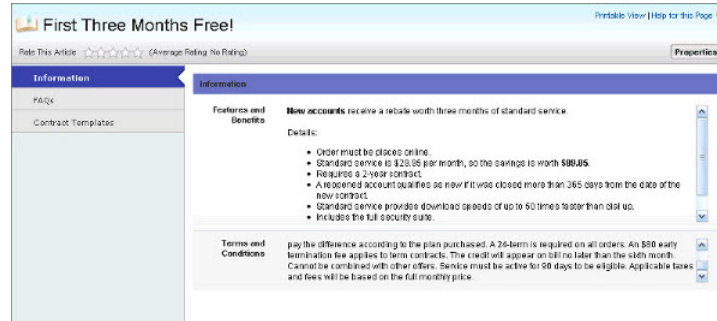 First Three Months Free!
Printable View | Help for this Page
Rate This Article (Average Rating: No Rating)
Properties
Information
FAQs
Contract Templates
Information
Features and Benefits
New accounts receive a rebate worth three months of standard service.
Details:
Order must be places online.
Standard service is $29.95 per month, so the savings is worth $89.85.
Requires a 2-year contract.
A reopened account qualifies as new if it was closed more than 365 days from the date of the
new contract.
Standard service provides download speeds of up to 50 times faster than dial up.
Includes the full security suite.
Terms and Conditions
pay the difference according to the plan purchased. A 24-term is required on all orders. An $80 early
termination fee applies to term contracts. The credit will appear on bill no later than the sixth month.
Cannot be combined with other offers. Service must be active for 90 days to be eligible. Applicable taxes
and fees will be based on the full monthly price.